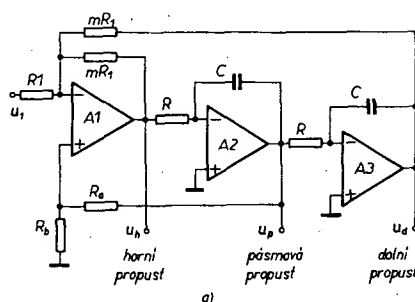 mR1
mR1
R1
u1
A1
R
C
A2
R
C
A3
Ra
Rb
uh
up
ud
horní
propust
pásmová
propust
dolní
propust
a)